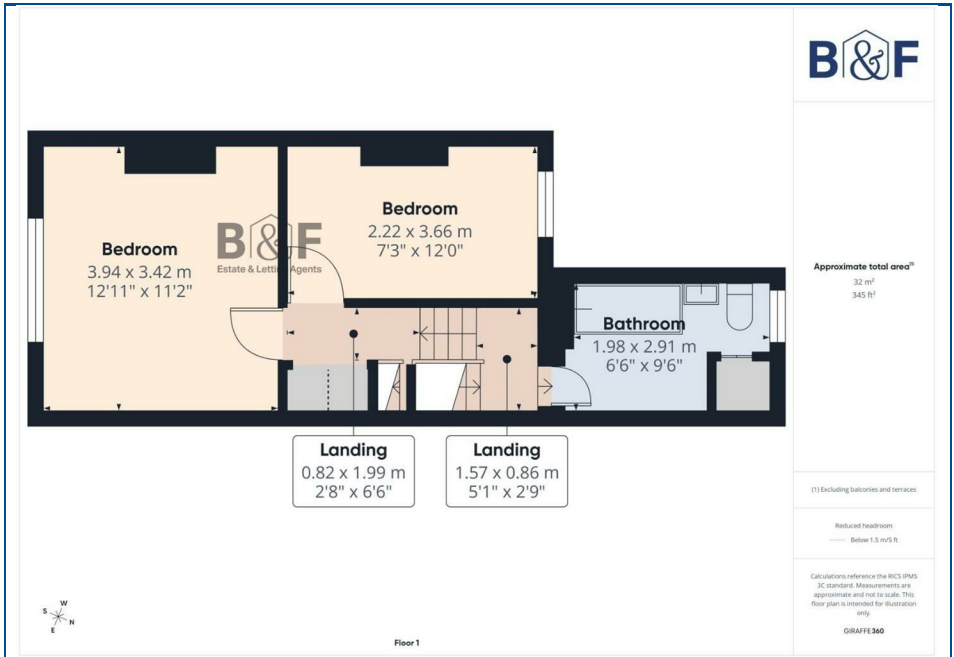 B&F
Bedroom
3.94 x 3.42 m
12'11" x 11'2"
B&F
Estate & Letting Agents
Bedroom
2.22 x 3.66 m
7'3" x 12'0"
Bathroom
1.98 x 2.91 m
6'6" x 9'6"
Landing
0.82 x 1.99 m
2'8" x 6'6"
Landing
1.57 x 0.86 m
5'1" x 2'9"
S W
E N
Floor 1
Approximate total area⁽¹⁾
32 m²
345 ft²
(1) Excluding balconies and terraces
Reduced headroom
Below 1.5 m/5 ft
Calculations reference the RICS IPMS
3C standard. Measurements are
approximate and not to scale. This
floor plan is intended for illustration
only.
GIRAFFE360